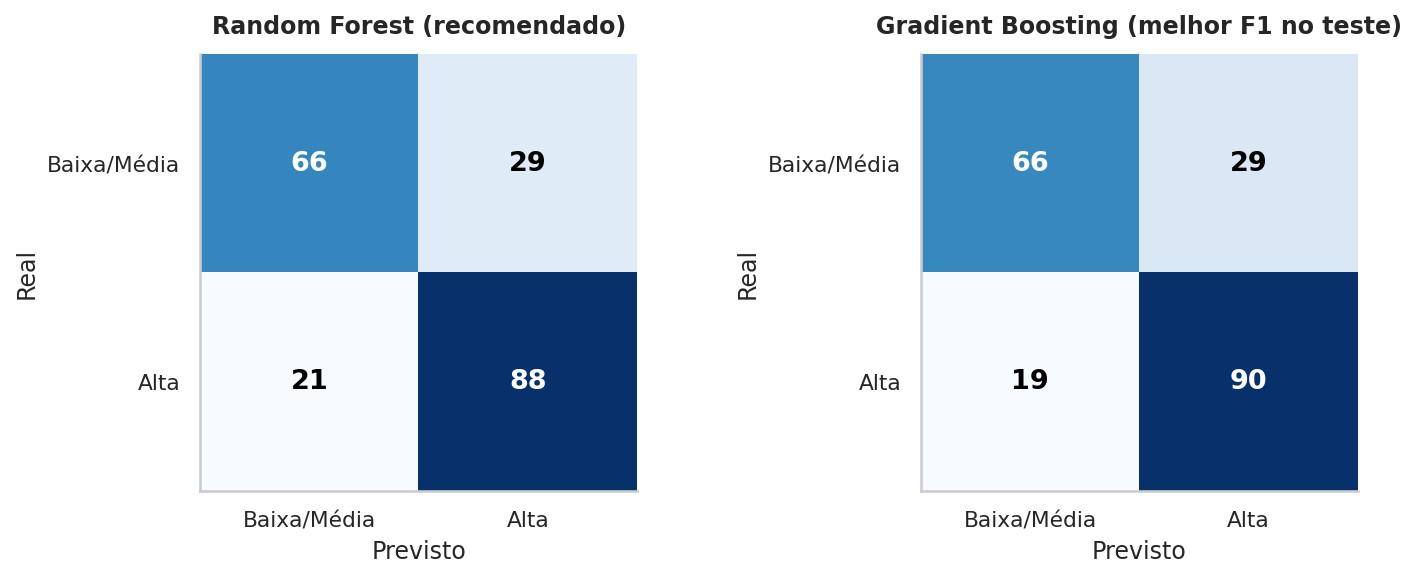 Random Forest (recomendado)
Real
Baixa/Média
66
29
Alta
21
88
Baixa/Média
Alta
Previsto
Gradient Boosting (melhor F1 no teste)
Real
Baixa/Média
66
29
Alta
19
90
Baixa/Média
Alta
Previsto